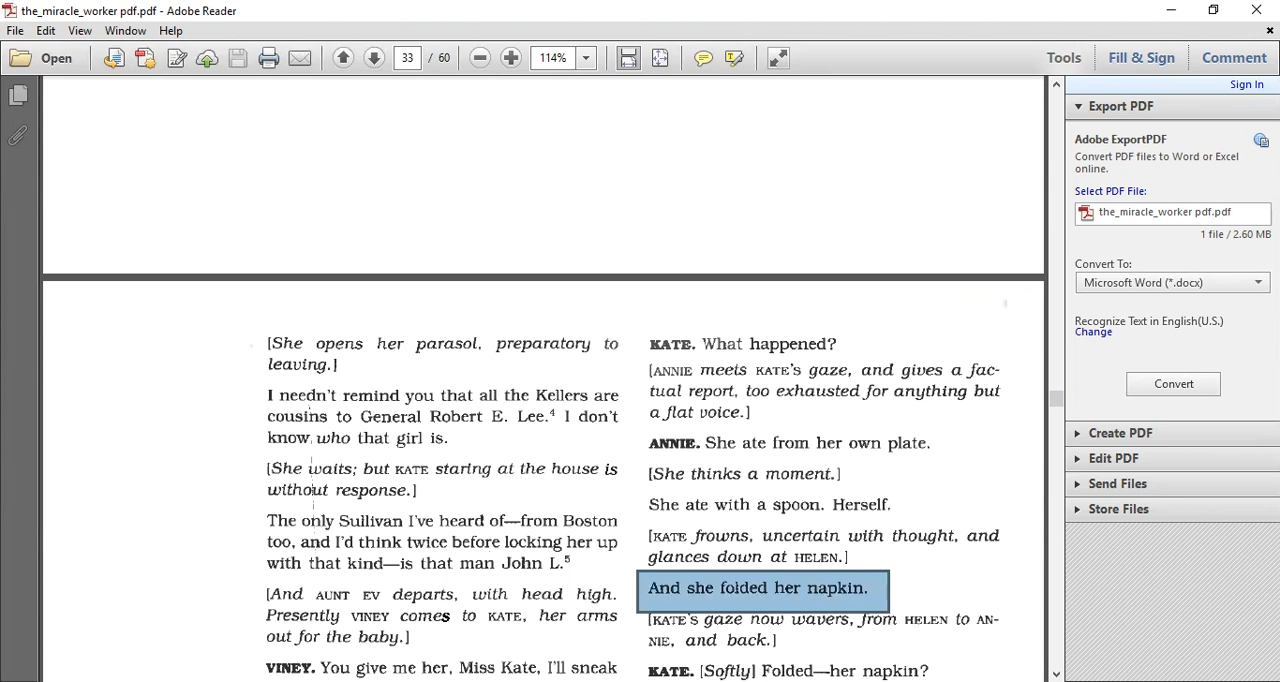 the_miracle_worker pdf.pdf - Adobe Reader
File Edit View Window Help
Open 33 / 60 114% Tools Fill & Sign Comment
Sign In
Export PDF
Adobe ExportPDF
Convert PDF files to Word or Excel
online.
Select PDF File:
the_miracle_worker pdf.pdf
1 file / 2.60 MB
Convert To:
Microsoft Word (*.docx)
Recognize Text in English(U.S.)
Change
Convert
Create PDF
Edit PDF
Send Files
Store Files
[She opens her parasol, preparatory to
leaving.]
I needn't remind you that all the Kellers are
cousins to General Robert E. Lee.⁴ I don't
know who that girl is.
[She waits; but KATE staring at the house is
without response.]
The only Sullivan I've heard of—from Boston
too, and I'd think twice before locking her up
with that kind—is that man John L.⁵
[And AUNT EV departs, with head high.
Presently VINEY comes to KATE, her arms
out for the baby.]
VINEY. You give me her, Miss Kate, I'll sneak
KATE. What happened?
[ANNIE meets KATE'S gaze, and gives a fac-
tual report, too exhausted for anything but
a flat voice.]
ANNIE. She ate from her own plate.
[She thinks a moment.]
She ate with a spoon. Herself.
[KATE frowns, uncertain with thought, and
glances down at HELEN.]
And she folded her napkin.
[KATE'S gaze now wavers, from HELEN to AN-
NIE, and back.]
KATE. [Softly] Folded—her napkin?